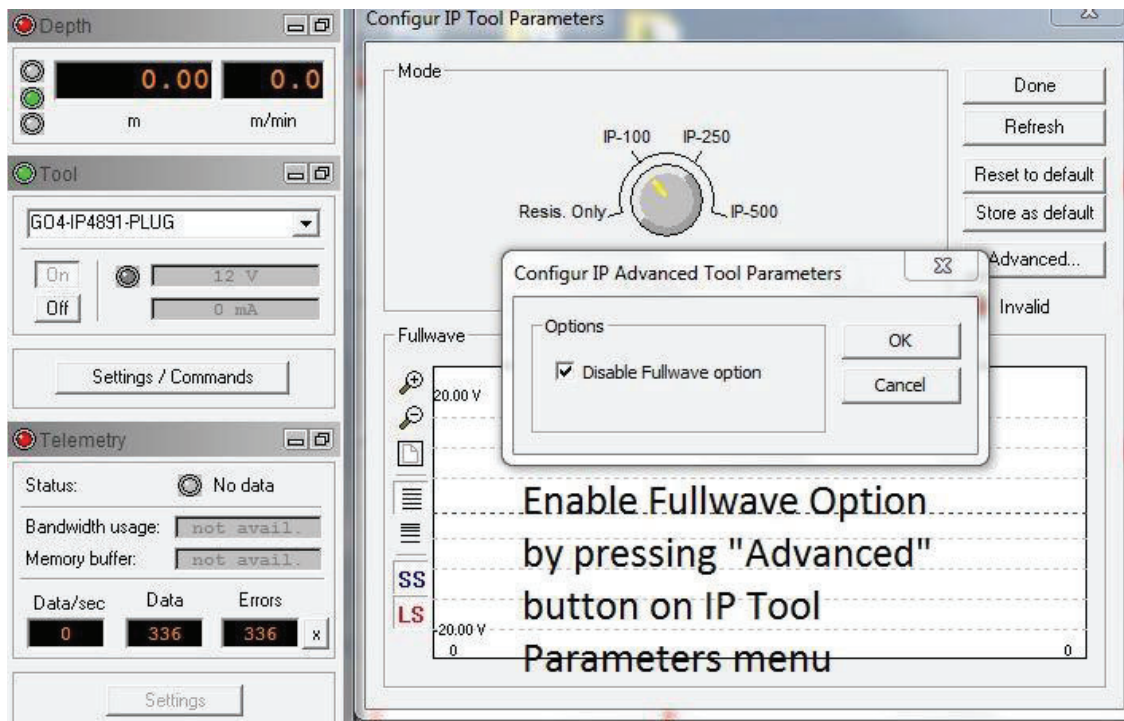 Depth
0.00
0.0
m
m/min
Tool
GO4-IP4891-PLUG
On
12 V
Off
0 mA
Settings / Commands
Telemetry
Status:
No data
Bandwidth usage:
not avail.
Memory buffer:
not avail.
Data/sec
Data
Errors
0
336
336
x
Settings
Configur IP Tool Parameters
Mode
IP-100
IP-250
Resis. Only
IP-500
Done
Refresh
Reset to default
Store as default
Advanced...
Invalid
Configur IP Advanced Tool Parameters
Options
Disable Fullwave option
OK
Cancel
Fullwave
20.00 V
SS
LS
-20.00 V
0
0
Enable Fullwave Option
by pressing "Advanced"
button on IP Tool
Parameters menu